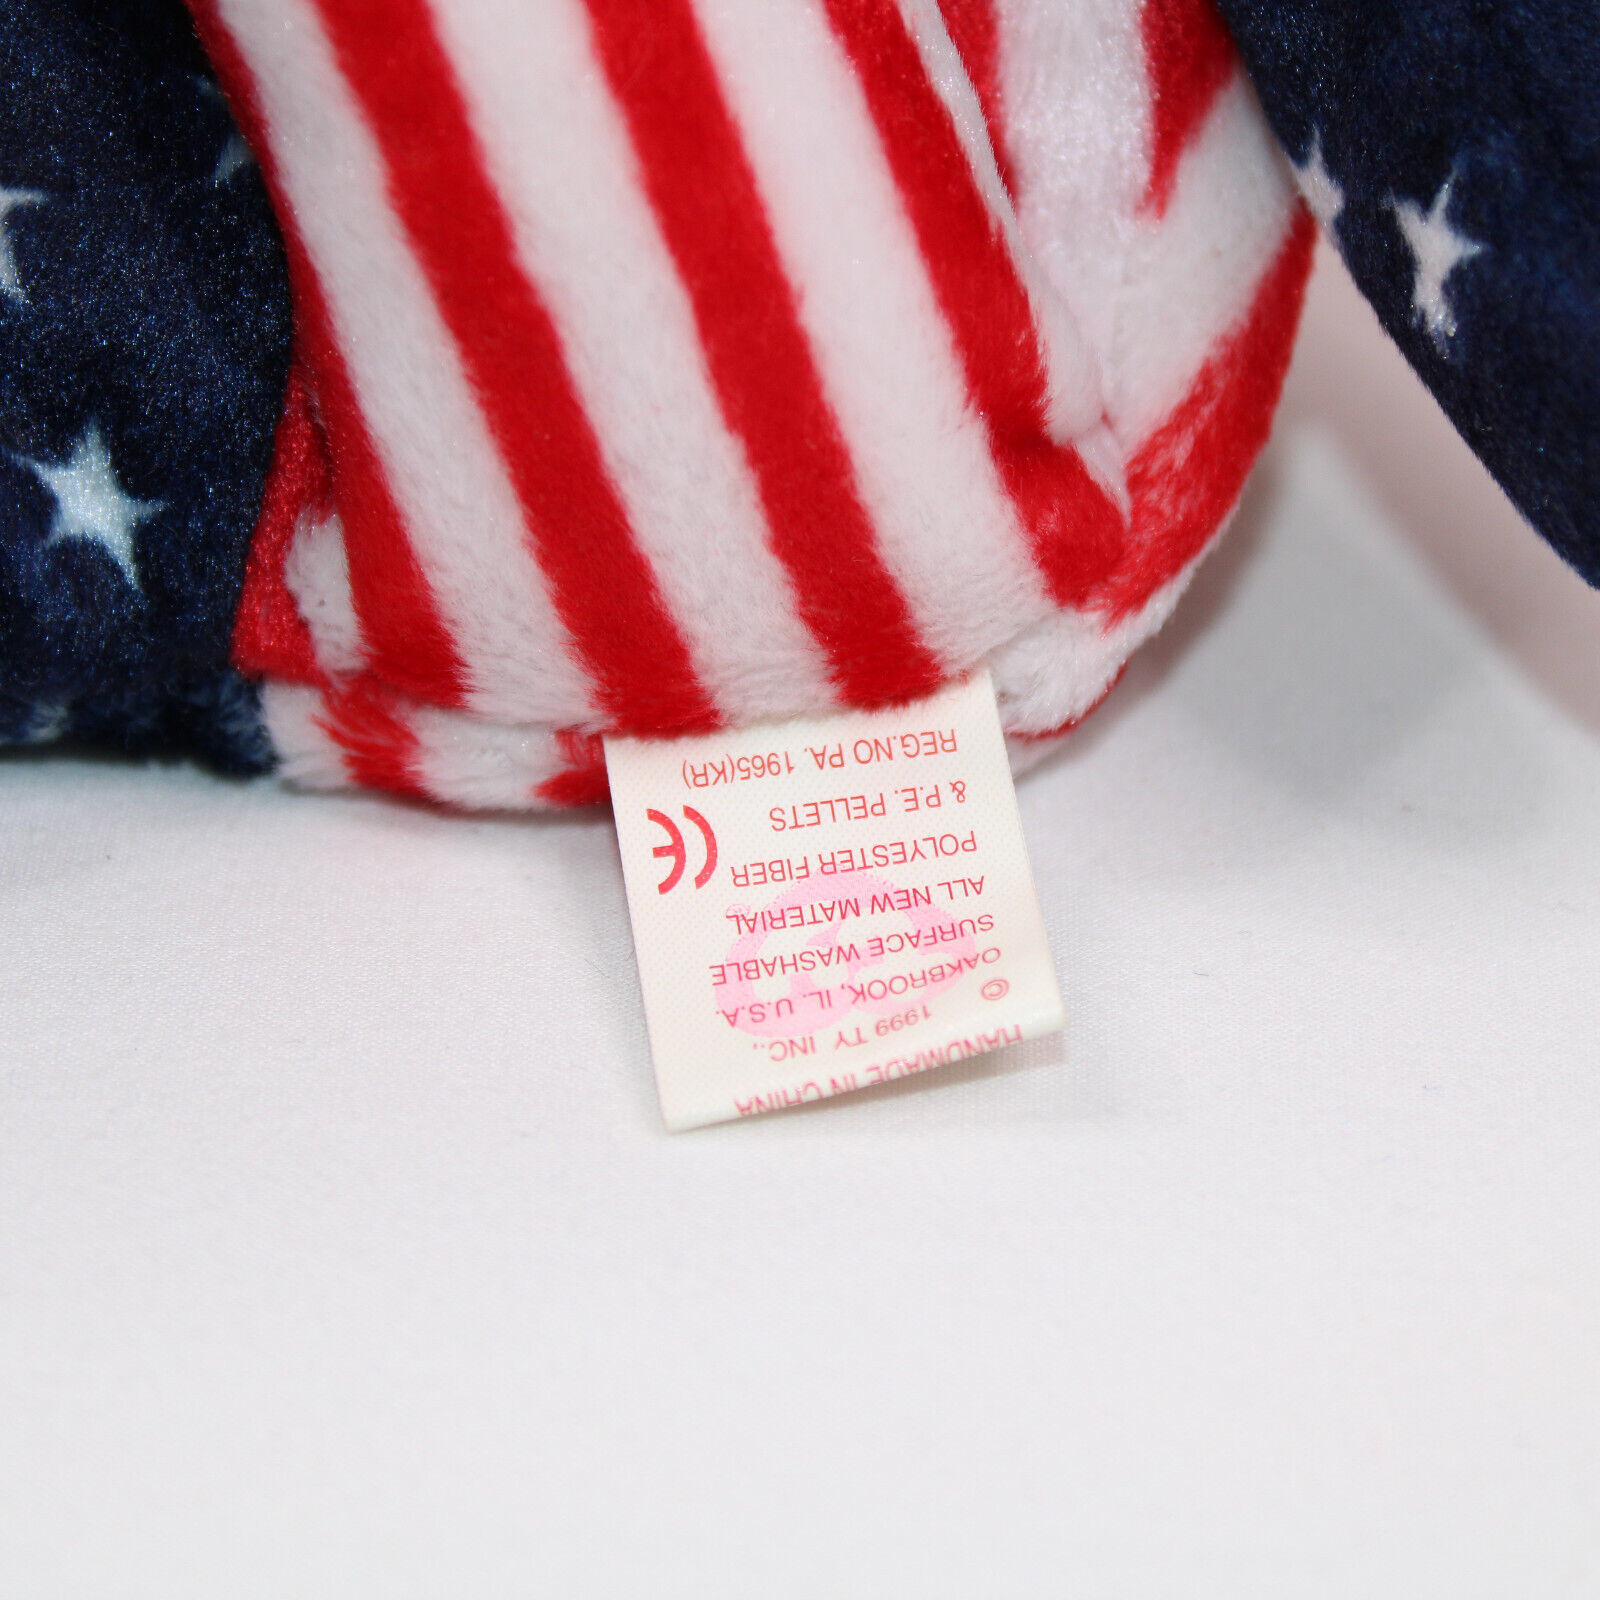 HANDMADE IN CHINA
© 1999 TY INC.,
OAKBROOK, IL. U.S.A.
SURFACE WASHABLE
ALL NEW MATERIAL
POLYESTER FIBER
& P.E. PELLETS CE
REG.NO PA. 1965(KR)